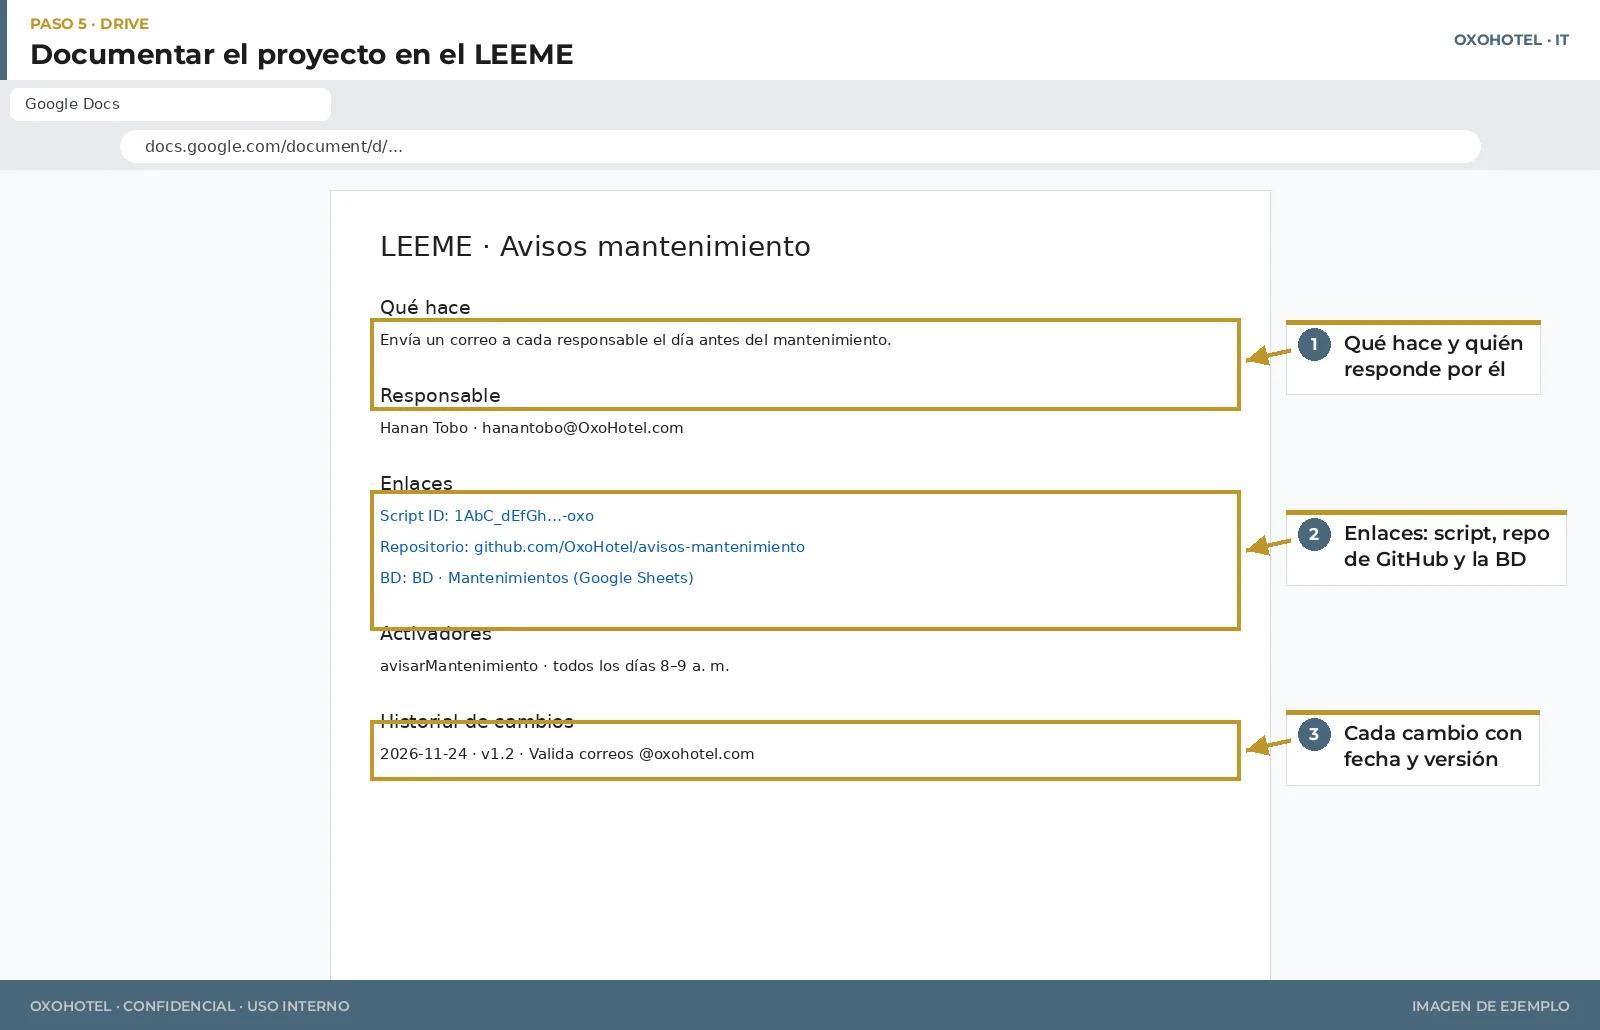 PASO 5 · DRIVE
Documentar el proyecto en el LEEME
OXOHOTEL · IT
Google Docs
docs.google.com/document/d/...
LEEME · Avisos mantenimiento
Qué hace
Envía un correo a cada responsable el día antes del mantenimiento.
1 Qué hace y quién
responde por él
Responsable
Hanan Tobo · hanantobo@OxoHotel.com
Enlaces
Script ID: 1AbC_dEfGh...-oxo
Repositorio: github.com/OxoHotel/avisos-mantenimiento
BD: BD · Mantenimientos (Google Sheets)
2 Enlaces: script, repo
de GitHub y la BD
Activadores
avisarMantenimiento · todos los días 8–9 a. m.
Historial de cambios
2026-11-24 · v1.2 · Valida correos @oxohotel.com
3 Cada cambio con
fecha y versión
OXOHOTEL · CONFIDENCIAL · USO INTERNO
IMAGEN DE EJEMPLO